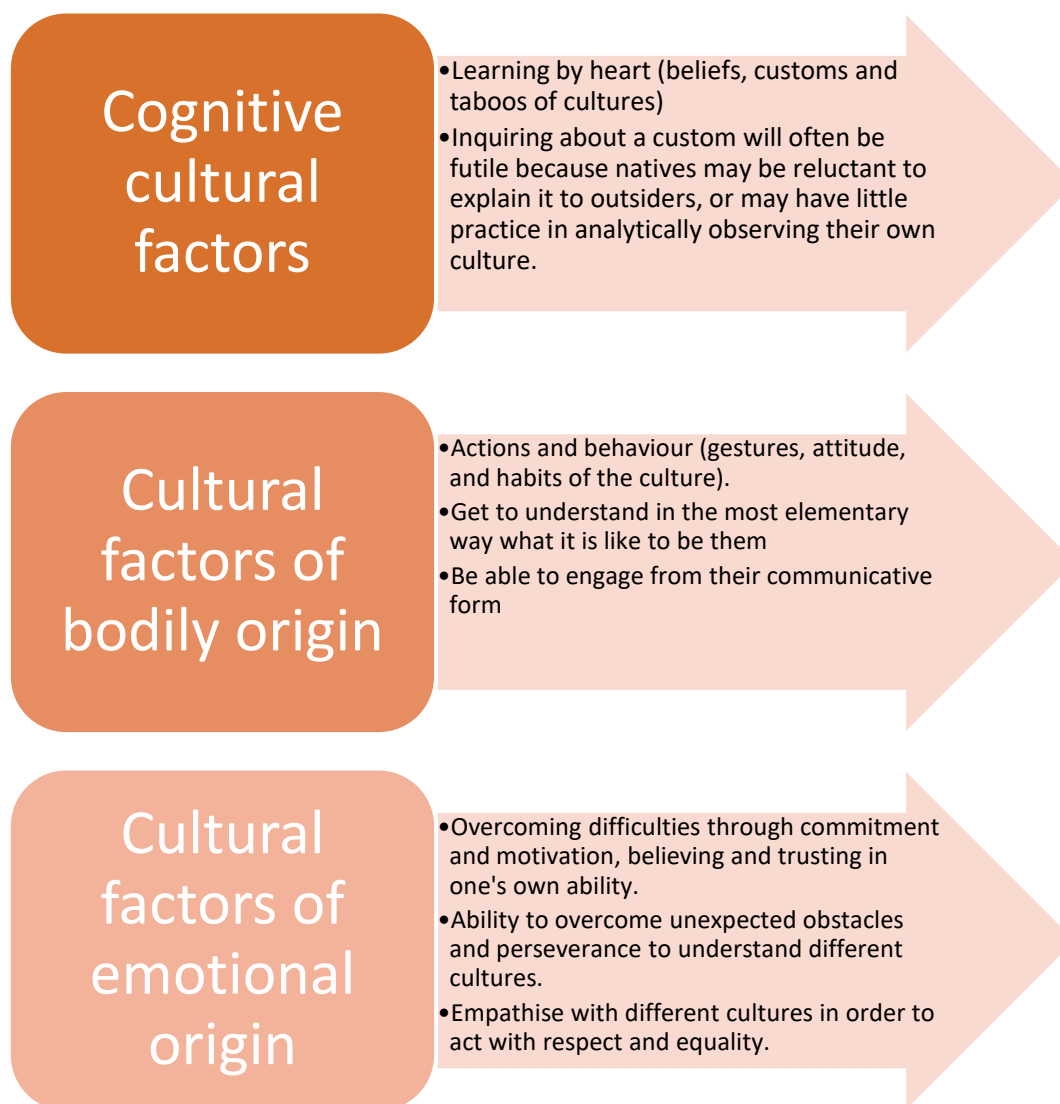 Cognitive
cultural
factors
•Learning by heart (beliefs, customs and
taboos of cultures)
•Inquiring about a custom will often be
futile because natives may be reluctant to
explain it to outsiders, or may have little
practice in analytically observing their own
culture.
Cultural
factors of
bodily origin
•Actions and behaviour (gestures, attitude,
and habits of the culture).
•Get to understand in the most elementary
way what it is like to be them
•Be able to engage from their communicative
form
Cultural
factors of
emotional
origin
•Overcoming difficulties through commitment
and motivation, believing and trusting in
one's own ability.
•Ability to overcome unexpected obstacles
and perseverance to understand different
cultures.
•Empathise with different cultures in order to
act with respect and equality.